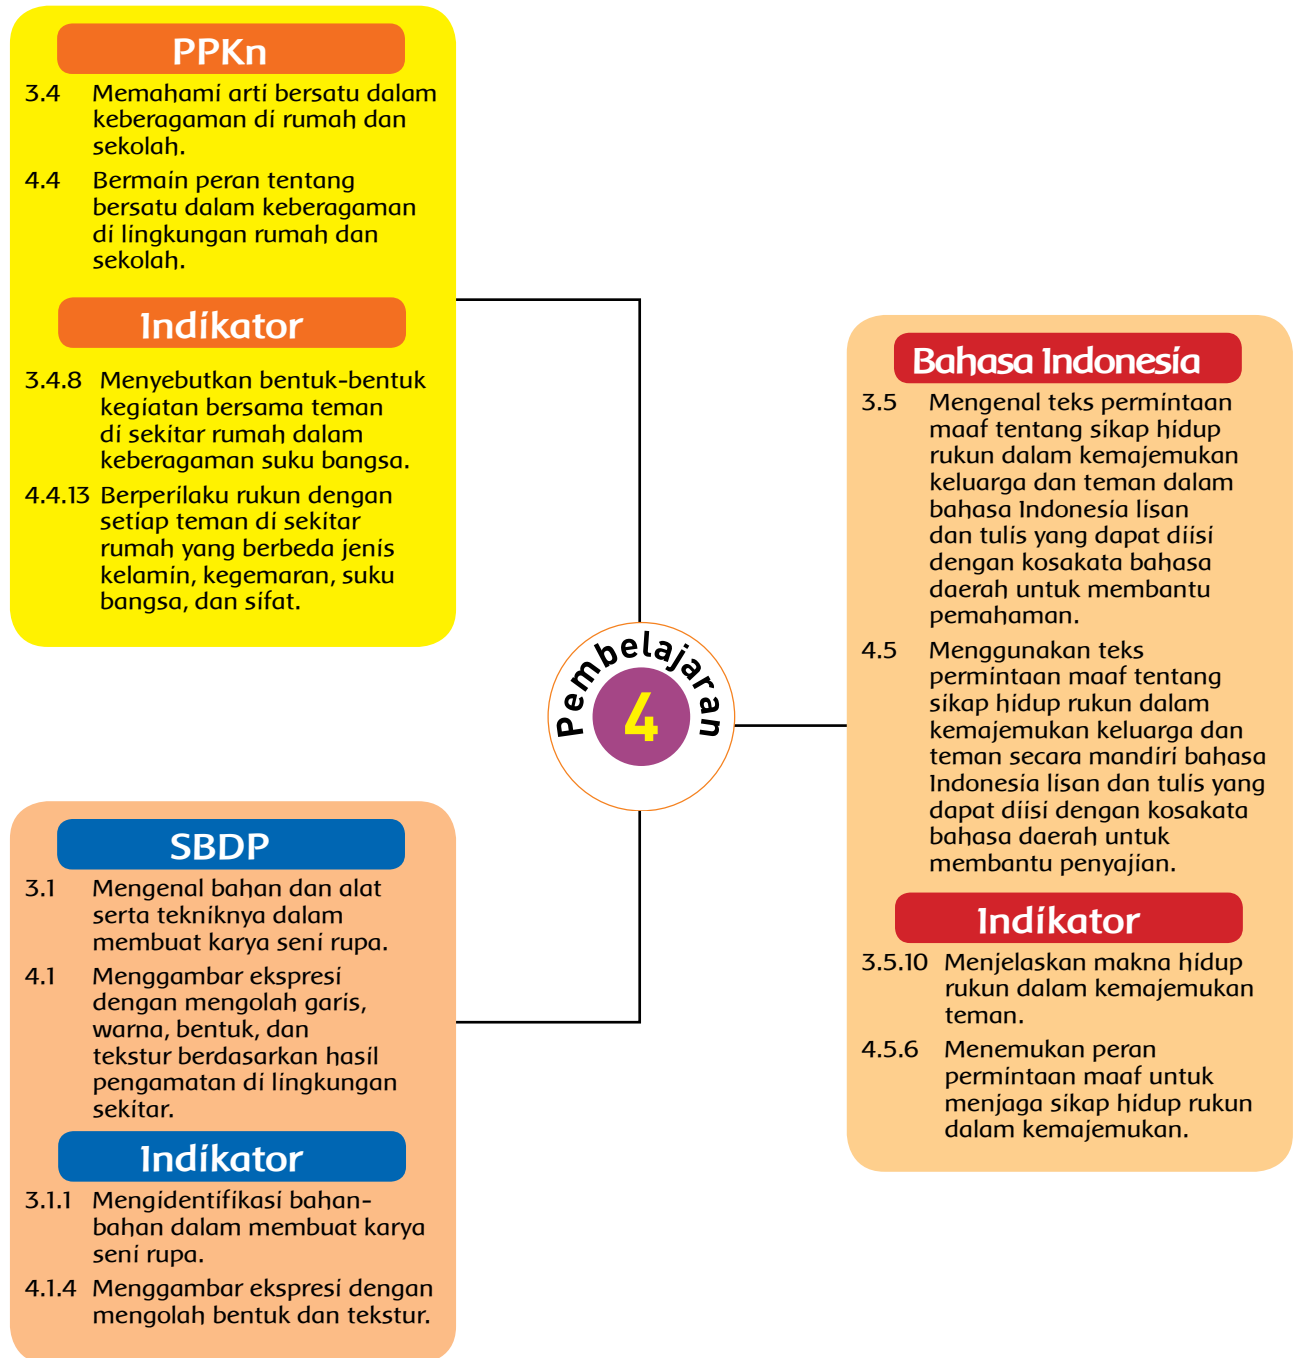 PPKn
3.4 Memahami arti bersatu dalam
keberagaman di rumah dan
sekolah.
4.4 Bermain peran tentang
bersatu dalam keberagaman
di lingkungan rumah dan
sekolah.
Indikator
3.4.8 Menyebutkan bentuk-bentuk
kegiatan bersama teman
di sekitar rumah dalam
keberagaman suku bangsa.
4.4.13 Berperilaku rukun dengan
setiap teman di sekitar
rumah yang berbeda jenis
kelamin, kegemaran, suku
bangsa, dan sifat.
Pembelajaran
4
Bahasa Indonesia
3.5 Mengenal teks permintaan
maaf tentang sikap hidup
rukun dalam kemajemukan
keluarga dan teman dalam
bahasa Indonesia lisan
dan tulis yang dapat diisi
dengan kosakata bahasa
daerah untuk membantu
pemahaman.
4.5 Menggunakan teks
permintaan maaf tentang
sikap hidup rukun dalam
kemajemukan keluarga dan
teman secara mandiri bahasa
Indonesia lisan dan tulis yang
dapat diisi dengan kosakata
bahasa daerah untuk
membantu penyajian.
Indikator
3.5.10 Menjelaskan makna hidup
rukun dalam kemajemukan
teman.
4.5.6 Menemukan peran
permintaan maaf untuk
menjaga sikap hidup rukun
dalam kemajemukan.
SBDP
3.1 Mengenal bahan dan alat
serta tekniknya dalam
membuat karya seni rupa.
4.1 Menggambar ekspresi
dengan mengolah garis,
warna, bentuk, dan
tekstur berdasarkan hasil
pengamatan di lingkungan
sekitar.
Indikator
3.1.1 Mengidentifikasi bahan-
bahan dalam membuat karya
seni rupa.
4.1.4 Menggambar ekspresi dengan
mengolah bentuk dan tekstur.